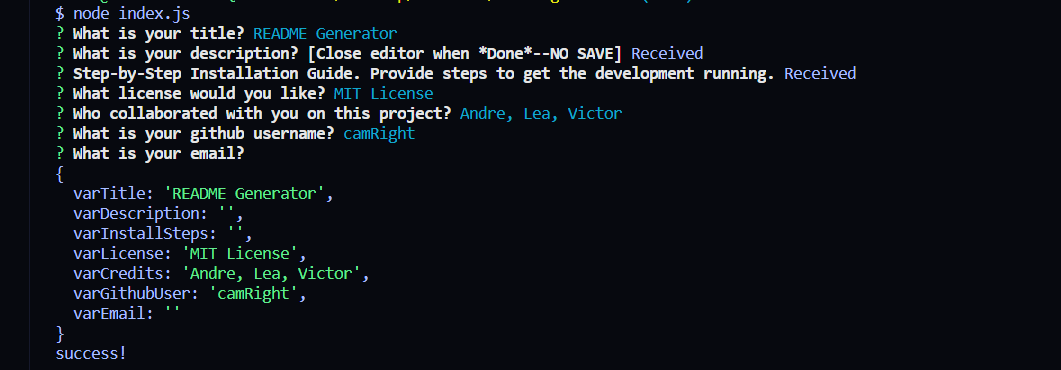 $ node index.js
? What is your title? README Generator
? What is your description? [Close editor when *Done*--NO SAVE] Received
? Step-by-Step Installation Guide. Provide steps to get the development running. Received
? What license would you like? MIT License
? Who collaborated with you on this project? Andre, Lea, Victor
? What is your github username? camRight
? What is your email?
{
  varTitle: 'README Generator',
  varDescription: '',
  varInstallSteps: '',
  varLicense: 'MIT License',
  varCredits: 'Andre, Lea, Victor',
  varGithubUser: 'camRight',
  varEmail: ''
}
success!